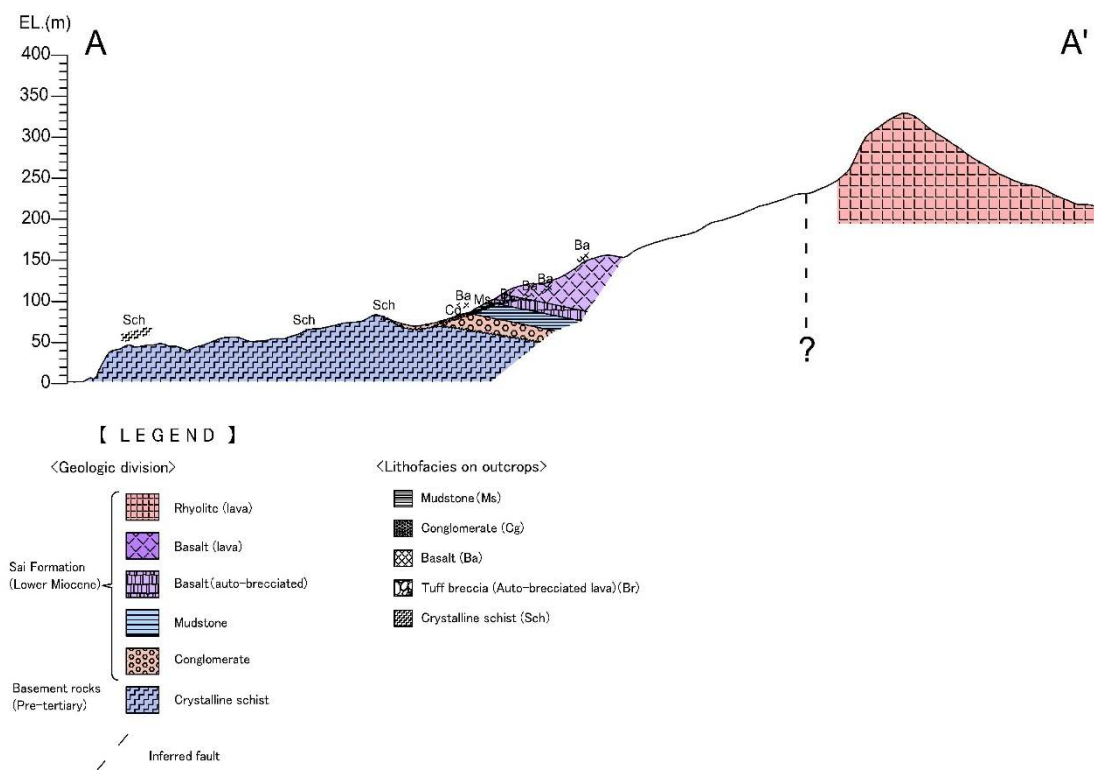 EL.(m)
A
A'
400
350
300
250
200
150
100
50
0
Sch
Sch
Sch
Cg
Ba
Ms
Ba
Ba
Ba
?
【 LEGEND 】
<Geologic division>
Rhyolite (lava)
Basalt (lava)
Basalt(auto-brecciated)
Mudstone
Conglomerate
Sai Formation
(Lower Miocene)
Crystalline schist
Basement rocks
(Pre-tertiary)
Inferred fault
<Lithofacies on outcrops>
Mudstone (Ms)
Conglomerate (Cg)
Basalt (Ba)
Tuff breccia (Auto-brecciated lava) (Br)
Crystalline schist (Sch)